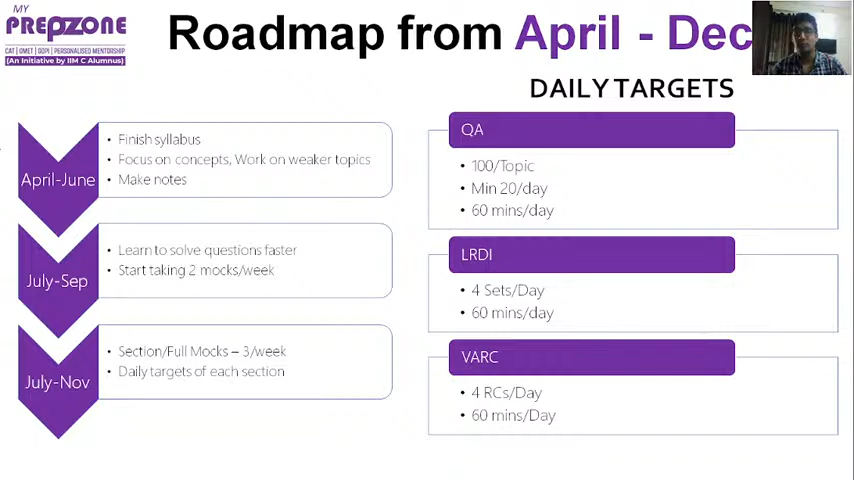 MY
PREPZONE
CAT | OMET | GDPI | PERSONALISED MENTORSHIP
(An Initiative by IIM C Alumnus)
Roadmap from April - Dec
DAILY TARGETS
April-June
• Finish syllabus
• Focus on concepts, Work on weaker topics
• Make notes
July-Sep
• Learn to solve questions faster
• Start taking 2 mocks/week
July-Nov
• Section/Full Mocks – 3/week
• Daily targets of each section
QA
• 100/Topic
• Min 20/day
• 60 mins/day
LRDI
• 4 Sets/Day
• 60 mins/day
VARC
• 4 RCs/Day
• 60 mins/Day